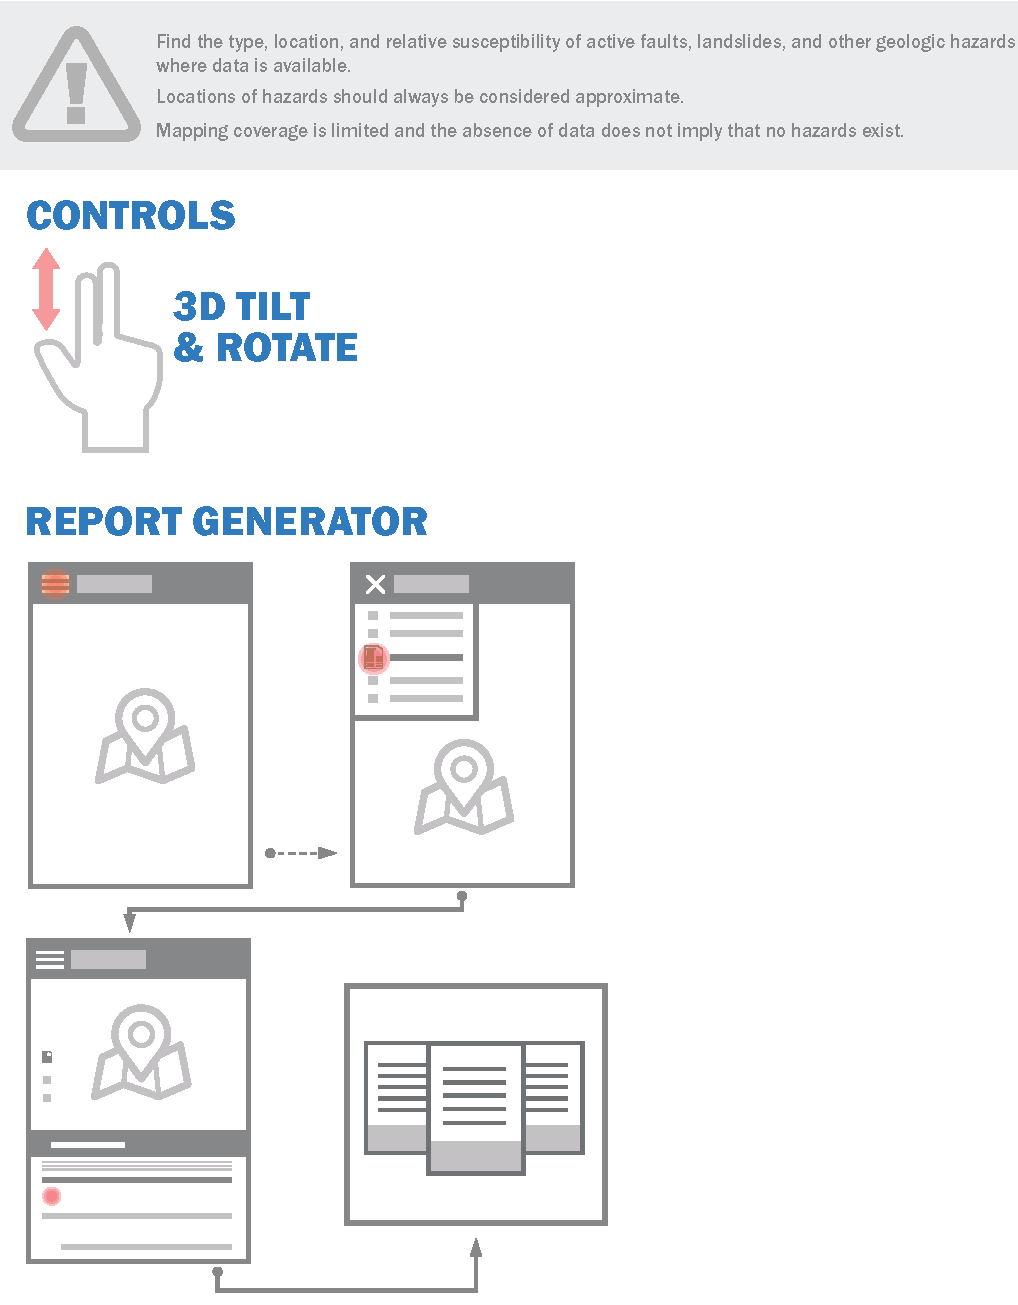 Find the type, location, and relative susceptibility of active faults, landslides, and other geologic hazards
where data is available.
Locations of hazards should always be considered approximate.
Mapping coverage is limited and the absence of data does not imply that no hazards exist.
CONTROLS
3D TILT
& ROTATE
REPORT GENERATOR